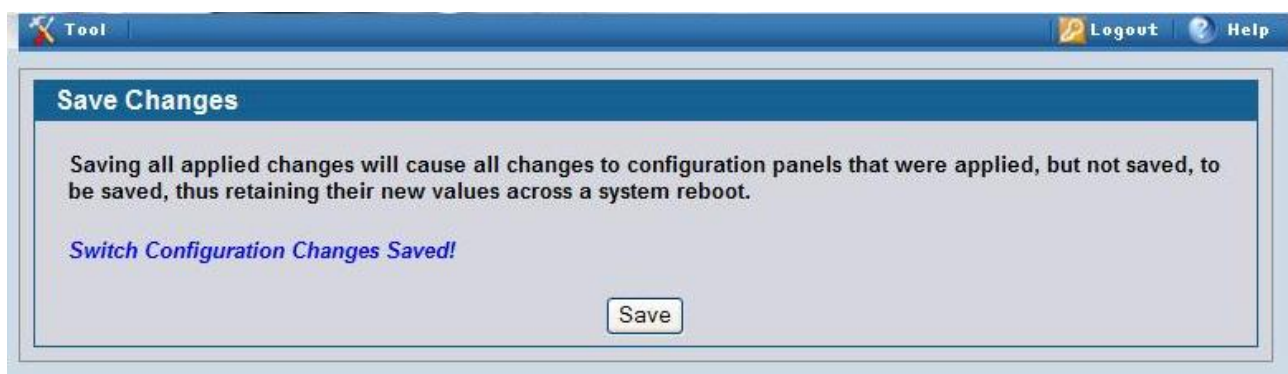 Tool Logout Help
Save Changes
Saving all applied changes will cause all changes to configuration panels that were applied, but not saved, to
be saved, thus retaining their new values across a system reboot.
Switch Configuration Changes Saved!
Save